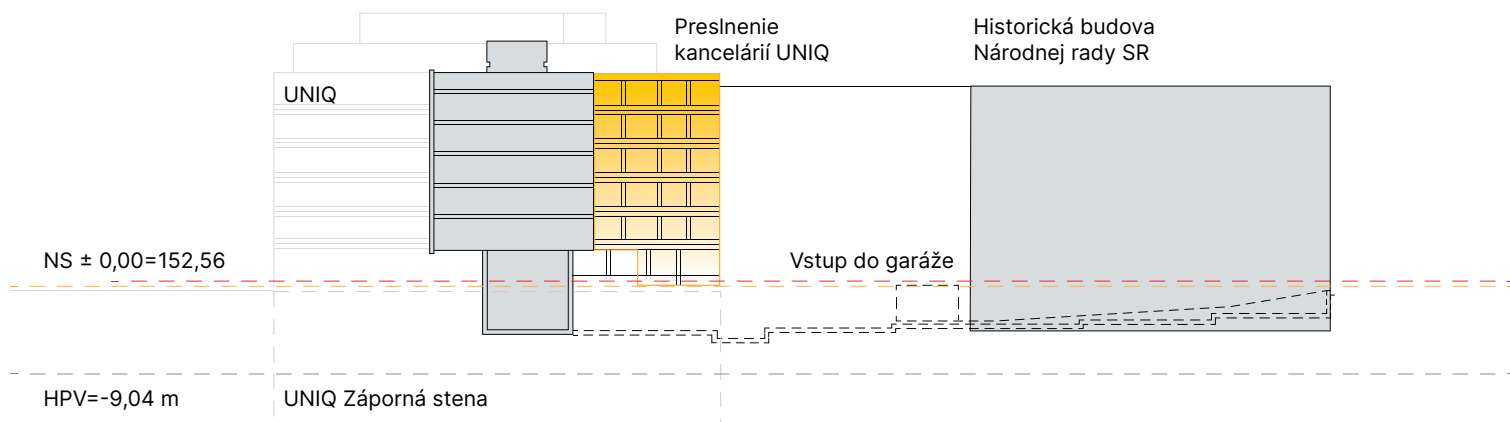 Preslnenie
kancelárií UNIQ
Historická budova
Národnej rady SR
UNIQ
NS ± 0,00=152,56
Vstup do garáže
HPV=-9,04 m
UNIQ Záporná stena